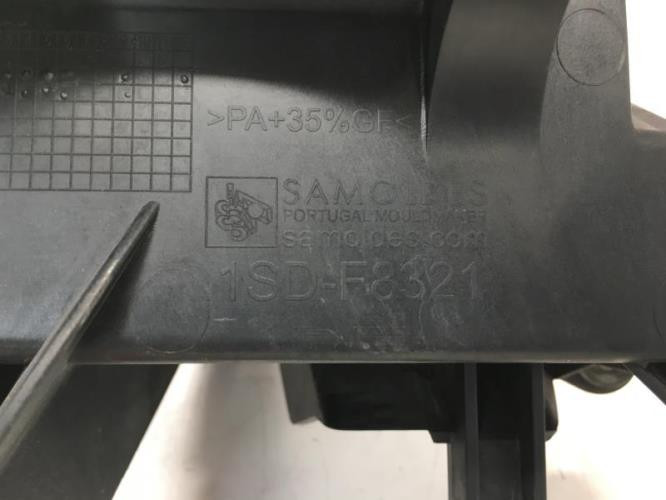 >PA+35%GF<
SAMOLDES
PORTUGAL MOULDMAKER
samoldes.com
1SD-F8321